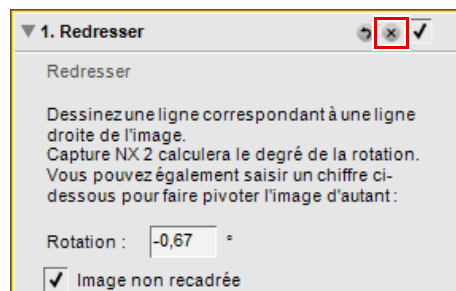 1. Redresser
Redresser
Dessinez une ligne correspondant à une ligne
droite de l'image.
Capture NX 2 calculera le degré de la rotation.
Vous pouvez également saisir un chiffre ci-
dessous pour faire pivoter l'image d'autant :
Rotation : -0,67 °
Image non recadrée